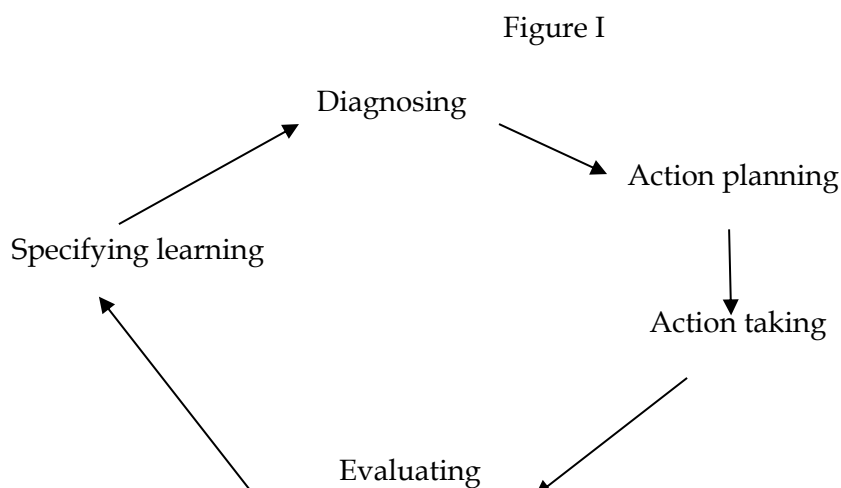 Figure I
Diagnosing
Action planning
Specifying learning
Action taking
Evaluating